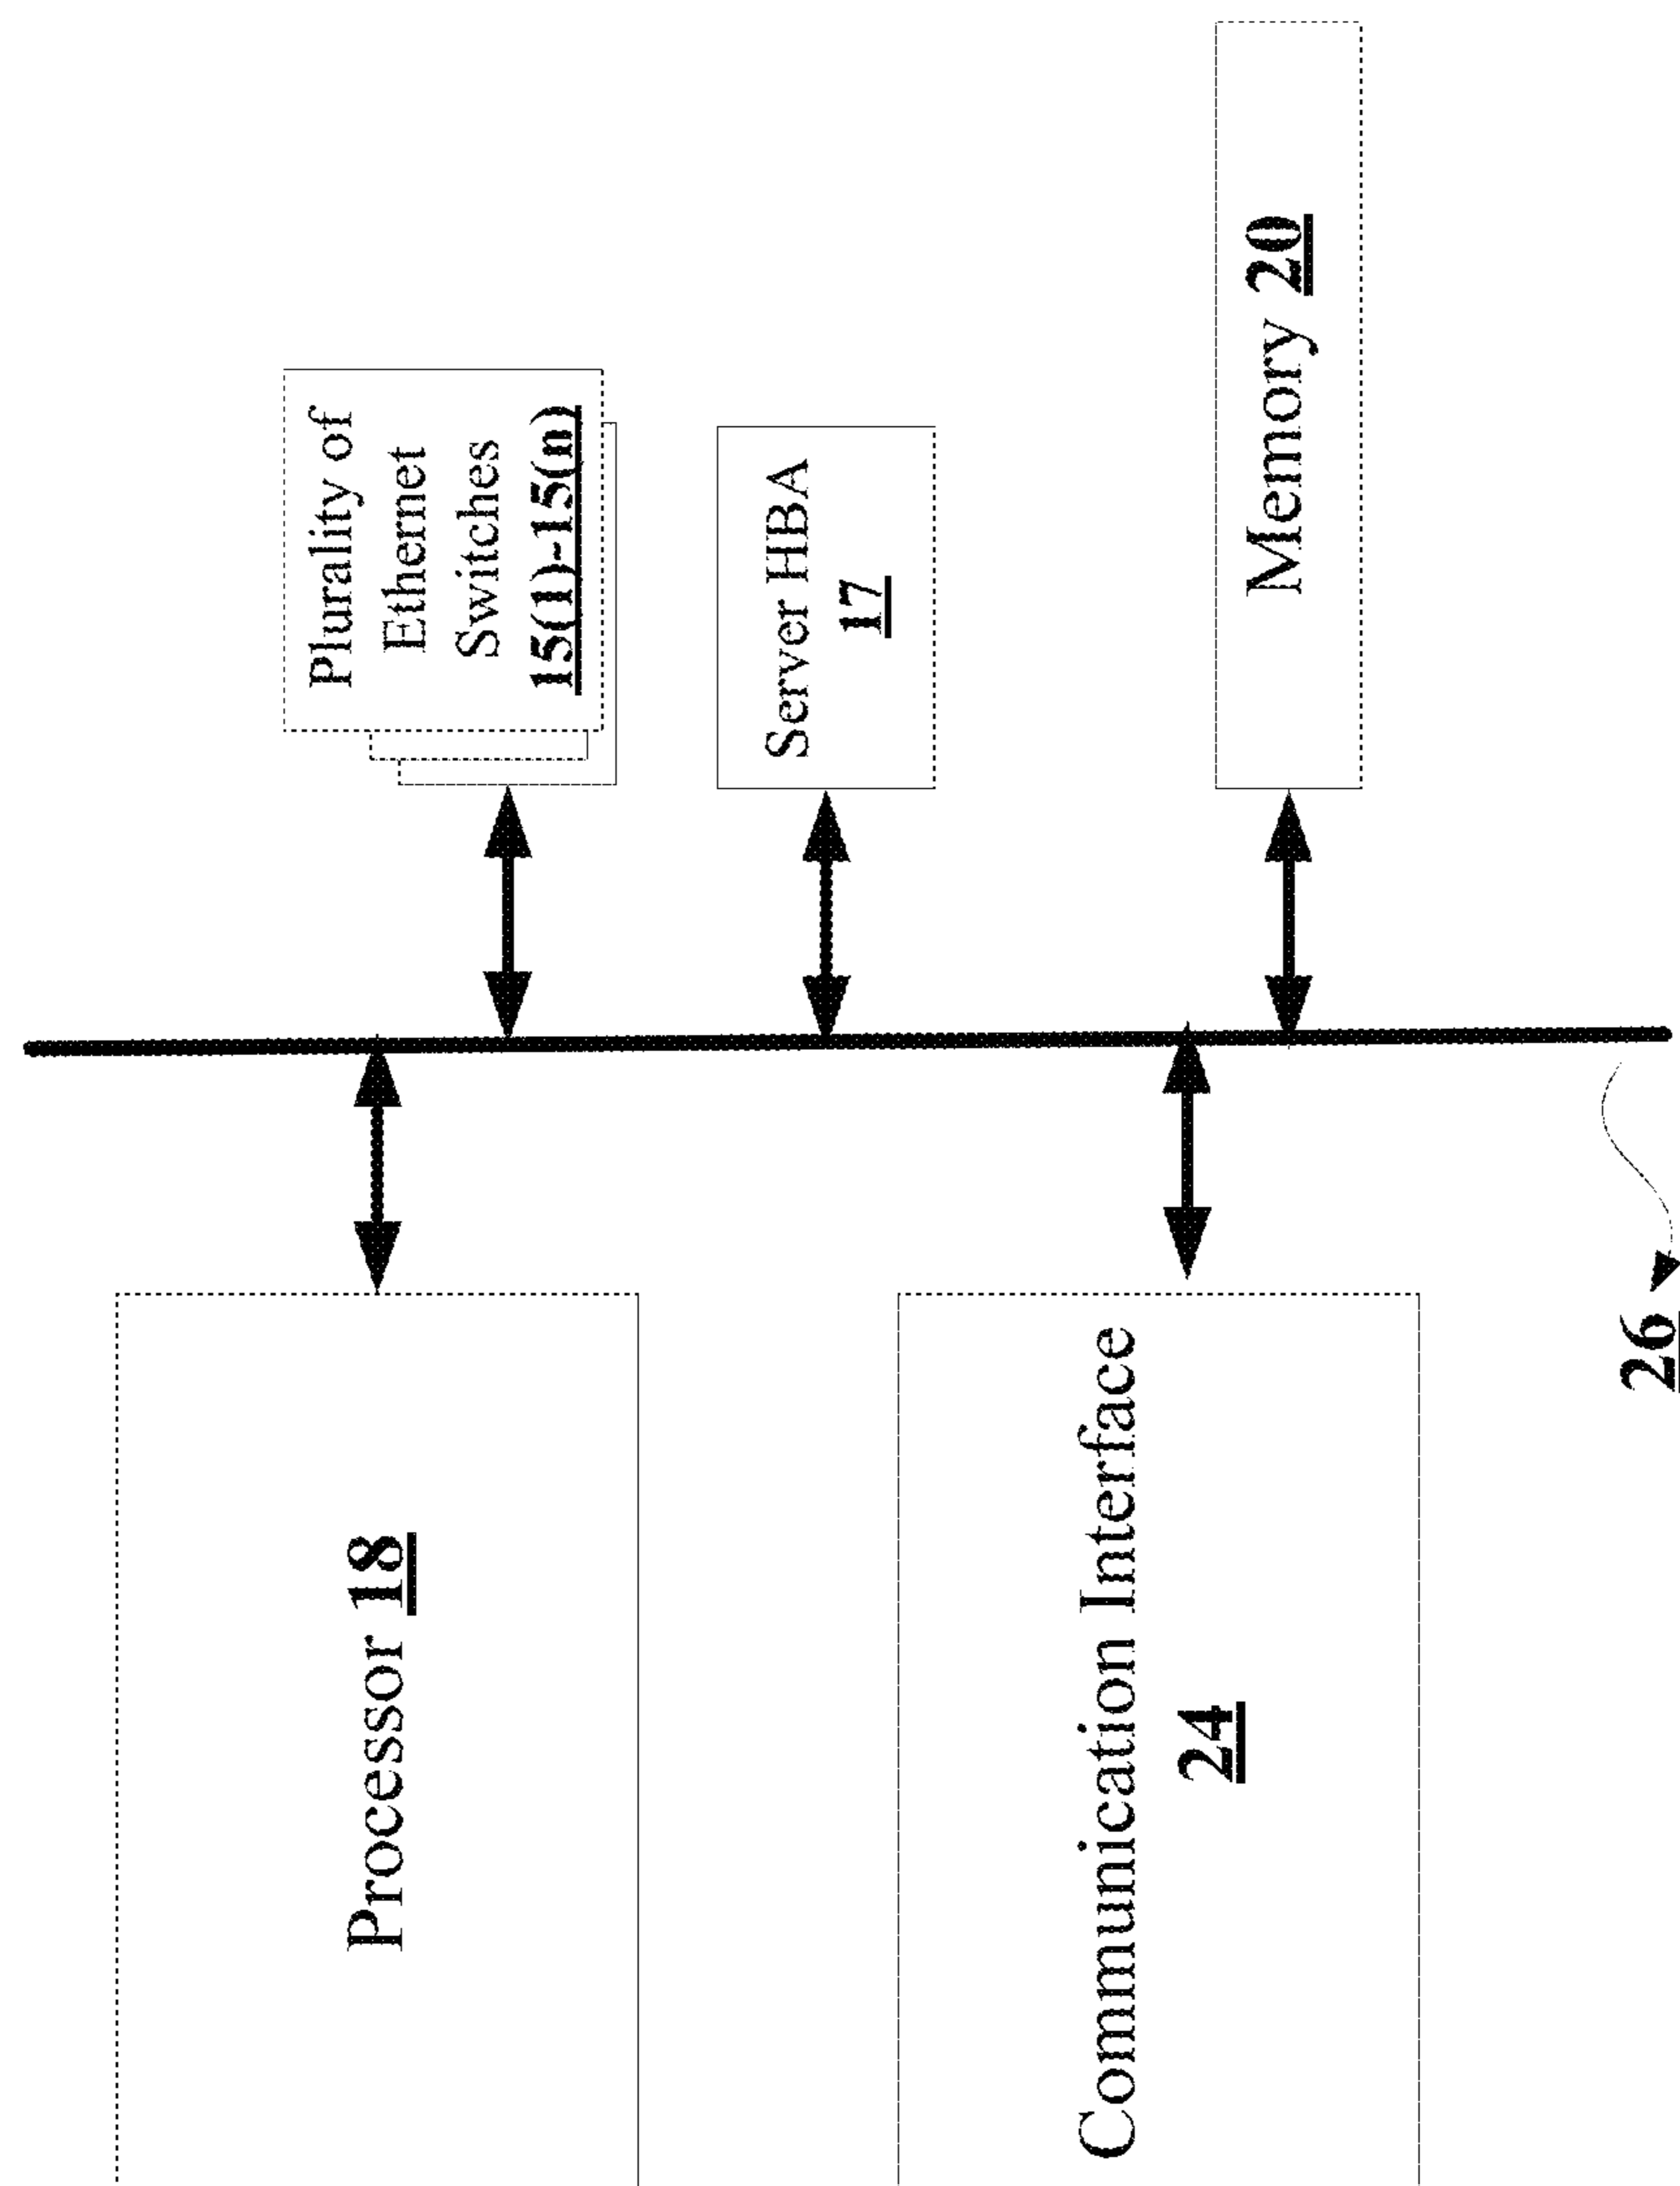 Plurality of
Ethernet
Switches
15(1)-15(n)
Server HBA
17
Memory 20
Processor 18
Communication Interface
24
26